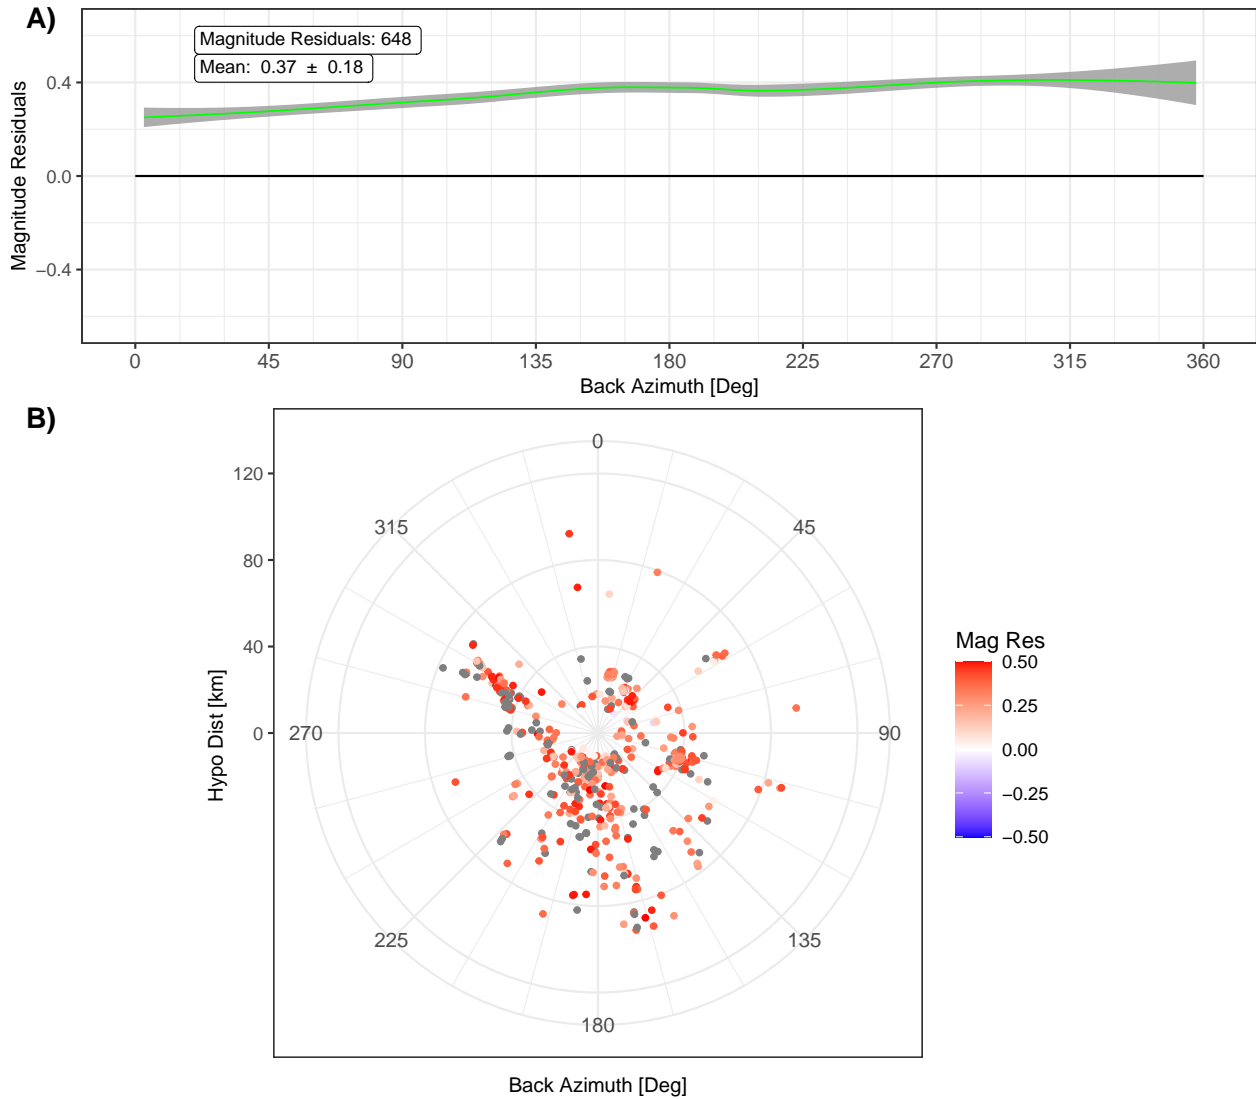 A)
Magnitude Residuals: 648
Mean: 0.37 ± 0.18
0.4
0.0
−0.4
Magnitude Residuals
0 45 90 135 180 225 270 315 360
Back Azimuth [Deg]
B)
0
45
90
135
180
225
270
315
120
80
40
0
Hypo Dist [km]
Back Azimuth [Deg]
Mag Res
0.50
0.25
0.00
−0.25
−0.50